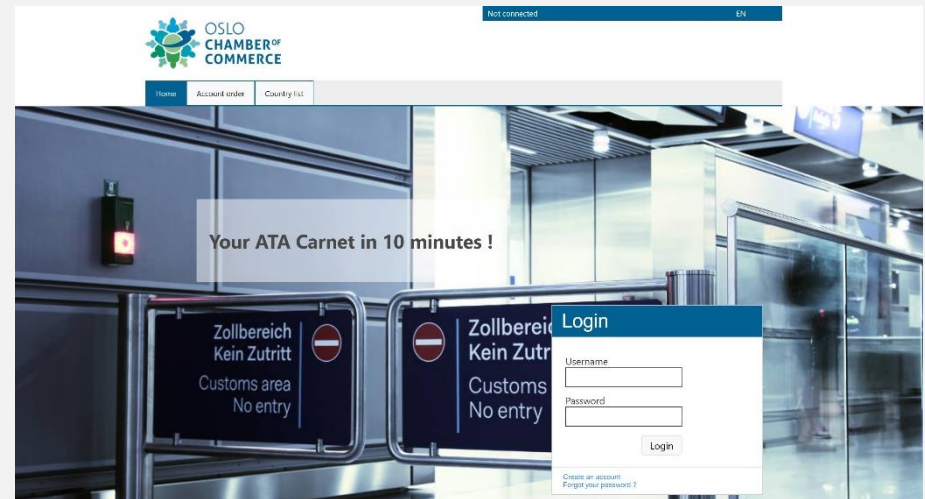 Not connected
EN
OSLO
CHAMBER OF
COMMERCE
Home
Account order
Country list
Your ATA Carnet in 10 minutes !
Zollbereich
Kein Zutritt
Customs area
No entry
Zollberei
Kein Zutr
Customs
No entry
Login
Username
Password
Login
Create an account
Forgot your password ?